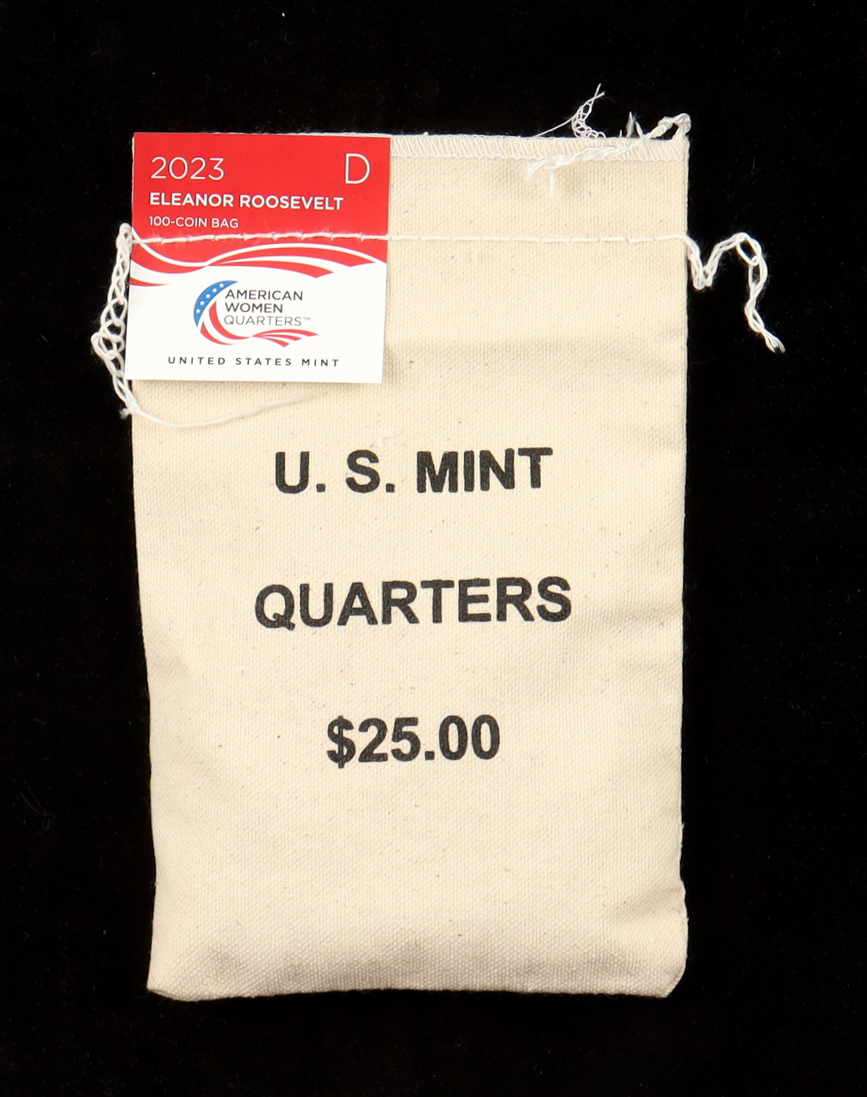 2023 D
ELEANOR ROOSEVELT
100-COIN BAG
AMERICAN
WOMEN
QUARTERS™
UNITED STATES MINT
U. S. MINT
QUARTERS
$25.00